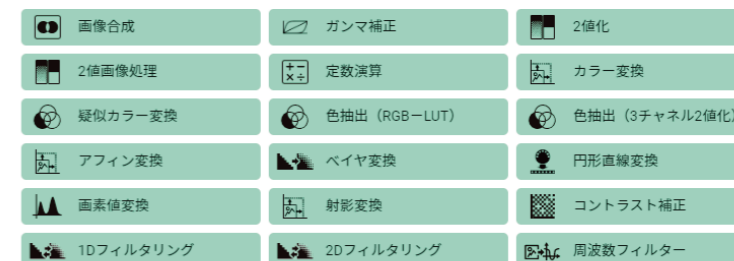 画像合成
ガンマ補正
2値化
2値画像処理
定数演算
カラー変換
疑似カラー変換
色抽出（RGB－LUT）
色抽出（3チャネル2値化）
アフィン変換
ベイヤ変換
円形直線変換
画素値変換
射影変換
コントラスト補正
1Dフィルタリング
2Dフィルタリング
周波数フィルター